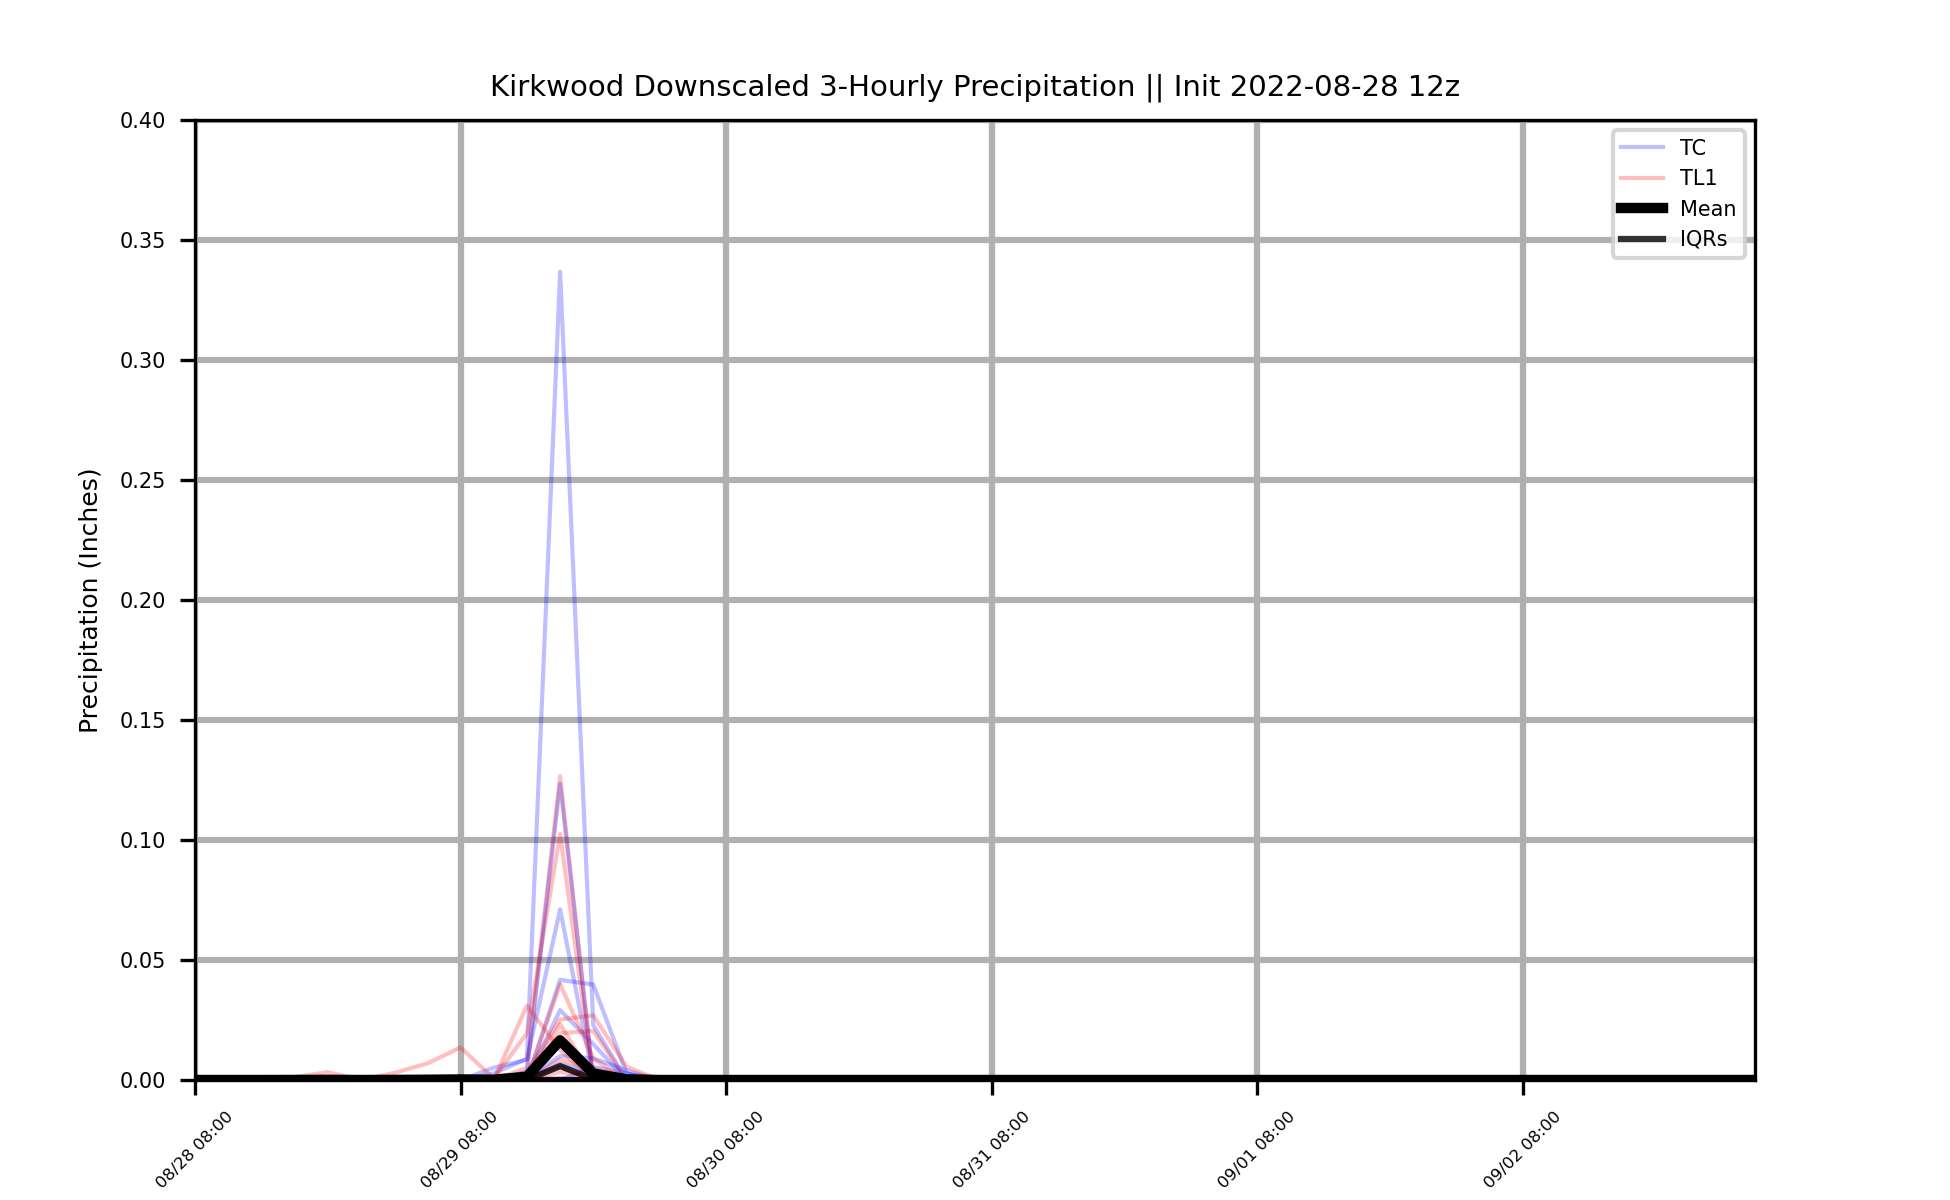 Kirkwood Downscaled 3-Hourly Precipitation || Init 2022-08-28 12z
TC
TL1
Mean
IQRs
Precipitation (Inches)
0.40
0.35
0.30
0.25
0.20
0.15
0.10
0.05
0.00
08/28 08:00
08/29 08:00
08/30 08:00
08/31 08:00
09/01 08:00
09/02 08:00